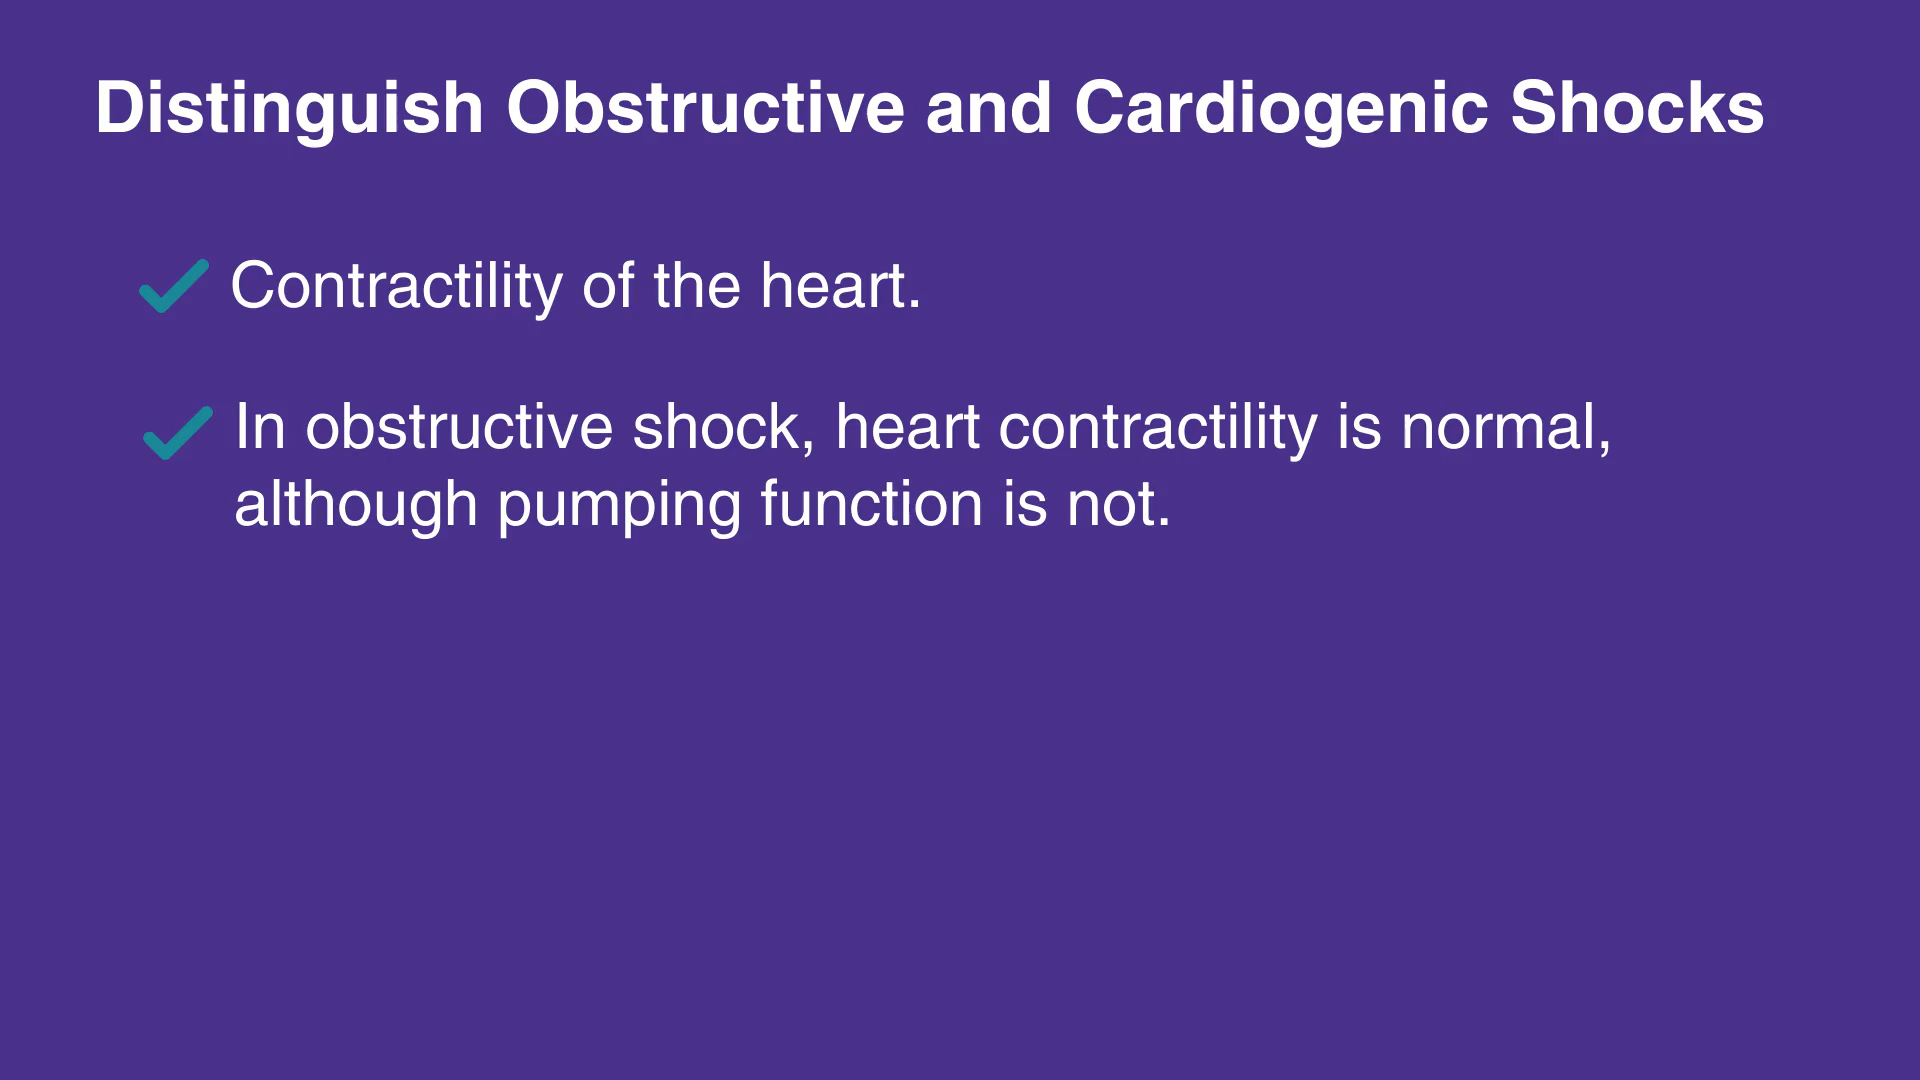 Distinguish Obstructive and Cardiogenic Shocks
Contractility of the heart.
In obstructive shock, heart contractility is normal,
although pumping function is not.